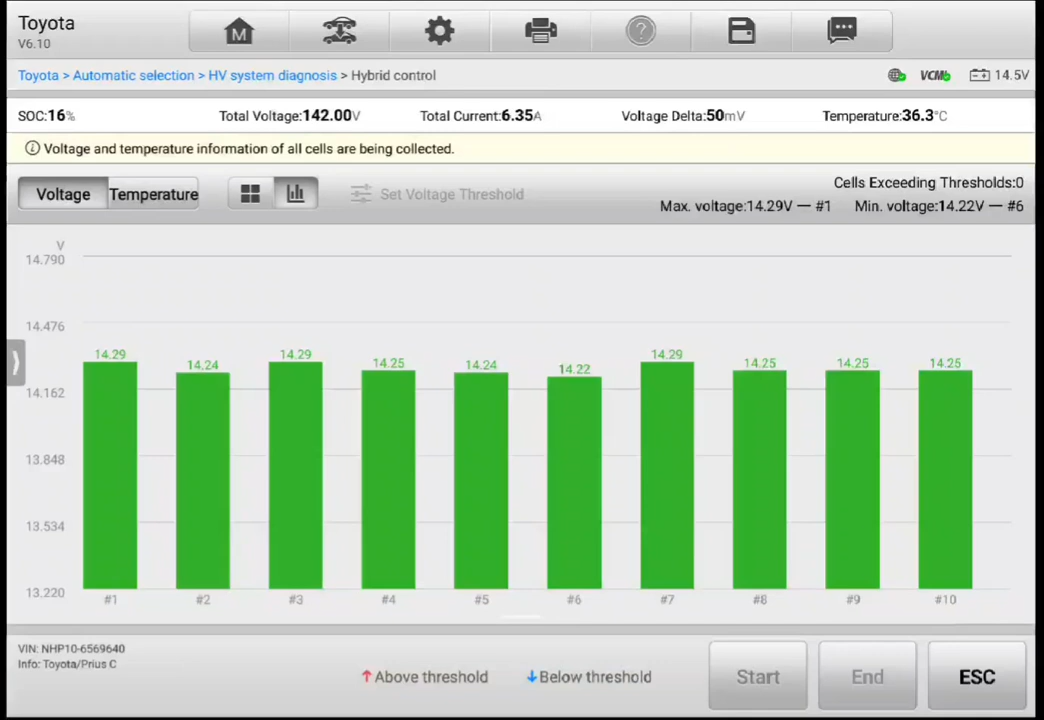 Toyota
V6.10
M
?
Toyota > Automatic selection > HV system diagnosis > Hybrid control
VCMI
14.5V
SOC:16% Total Voltage:142.00V Total Current:6.35A Voltage Delta:50mV Temperature:36.3°C
Voltage and temperature information of all cells are being collected.
Voltage Temperature Set Voltage Threshold
Cells Exceeding Thresholds:0
Max. voltage:14.29V — #1 Min. voltage:14.22V — #6
V
14.790
14.476
14.162
13.848
13.534
13.220
14.29 14.24 14.29 14.25 14.24 14.22 14.29 14.25 14.25 14.25
#1 #2 #3 #4 #5 #6 #7 #8 #9 #10
VIN: NHP10-6569640
Info: Toyota/Prius C
Above threshold Below threshold
Start End ESC